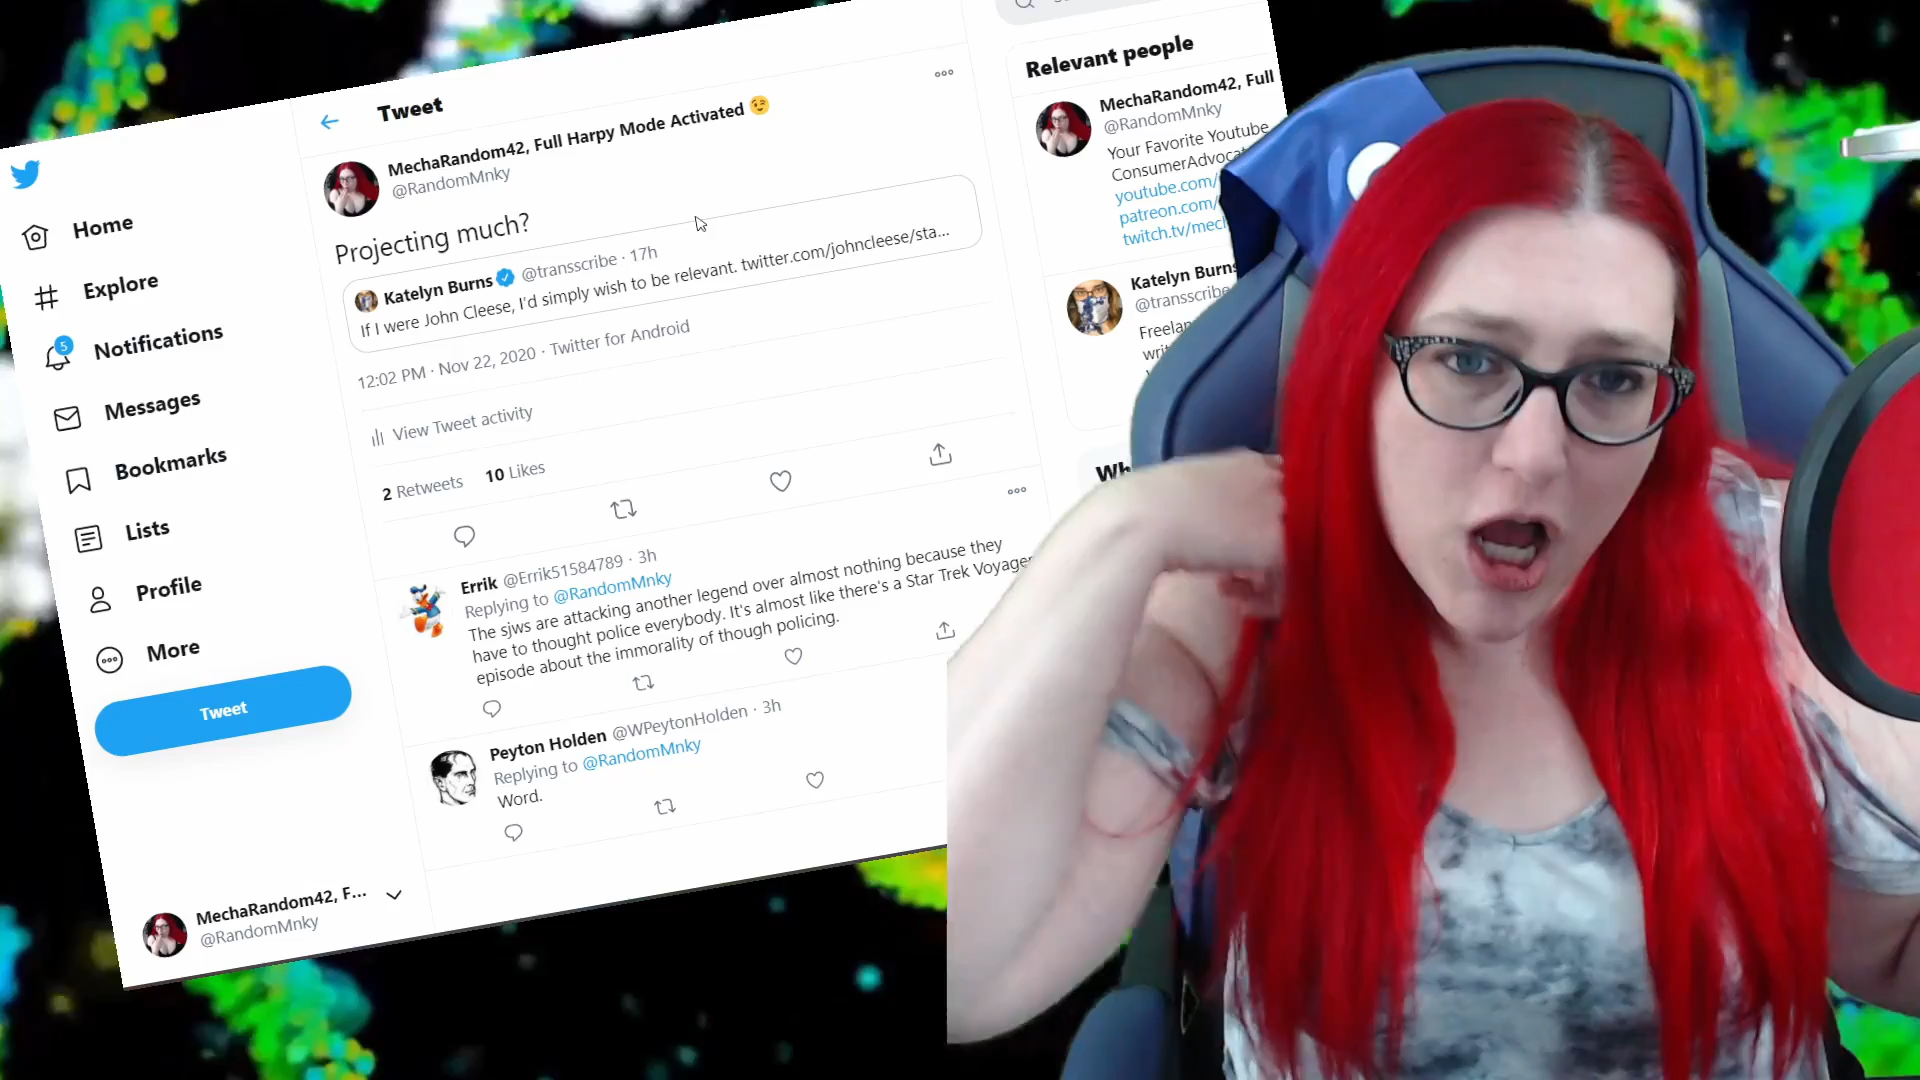 Home
Explore
5
Notifications
Messages
Bookmarks
Lists
Profile
More
Tweet
MechaRandom42, F...
@RandomMnky
Tweet
MechaRandom42, Full Harpy Mode Activated 😉
@RandomMnky
Projecting much?
Katelyn Burns @transscribe · 17h
If I were John Cleese, I'd simply wish to be relevant. twitter.com/johncleese/sta...
12:02 PM · Nov 22, 2020 · Twitter for Android
View Tweet activity
2 Retweets 10 Likes
Errik @Errik51584789 · 3h
Replying to @RandomMnky
The sjws are attacking another legend over almost nothing because they
have to thought police everybody. It's almost like there's a Star Trek Voyager
episode about the immorality of though policing.
Peyton Holden @WPeytonHolden · 3h
Replying to @RandomMnky
Word.
Relevant people
MechaRandom42, Full
@RandomMnky
Your Favorite Youtube
ConsumerAdvocat
youtube.com/
patreon.com/
twitch.tv/mech
Katelyn Burns
@transscribe
Freelan
writ
Wh